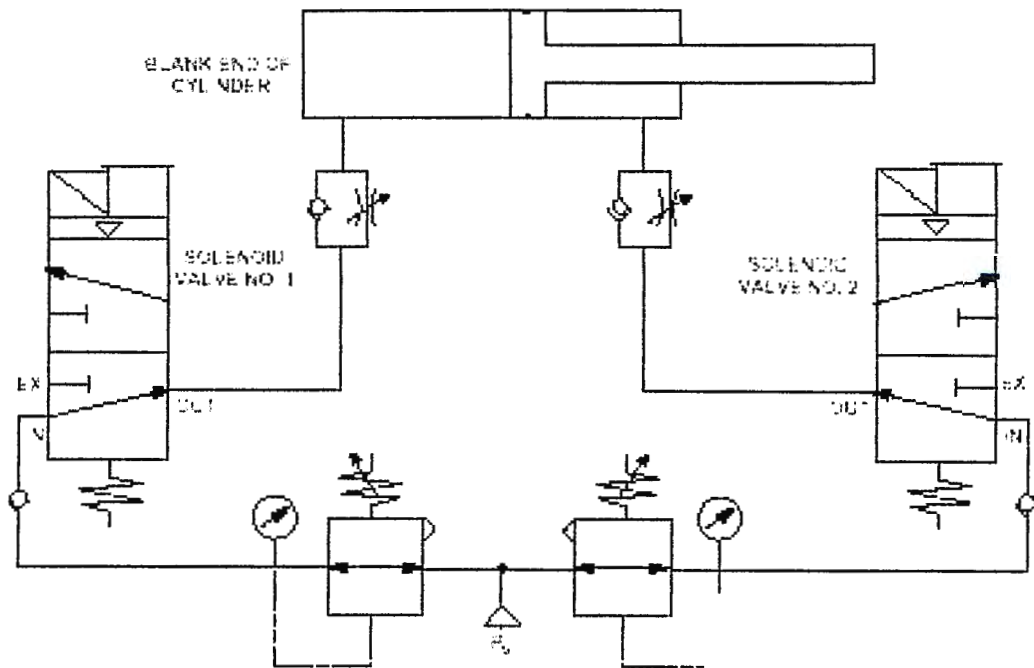 BLANK END OF
CYLINDER
SOLENOID
VALVE NO. 1
SOLENOID
VALVE NO. 2
EX
OUT
OUT
EX
IN